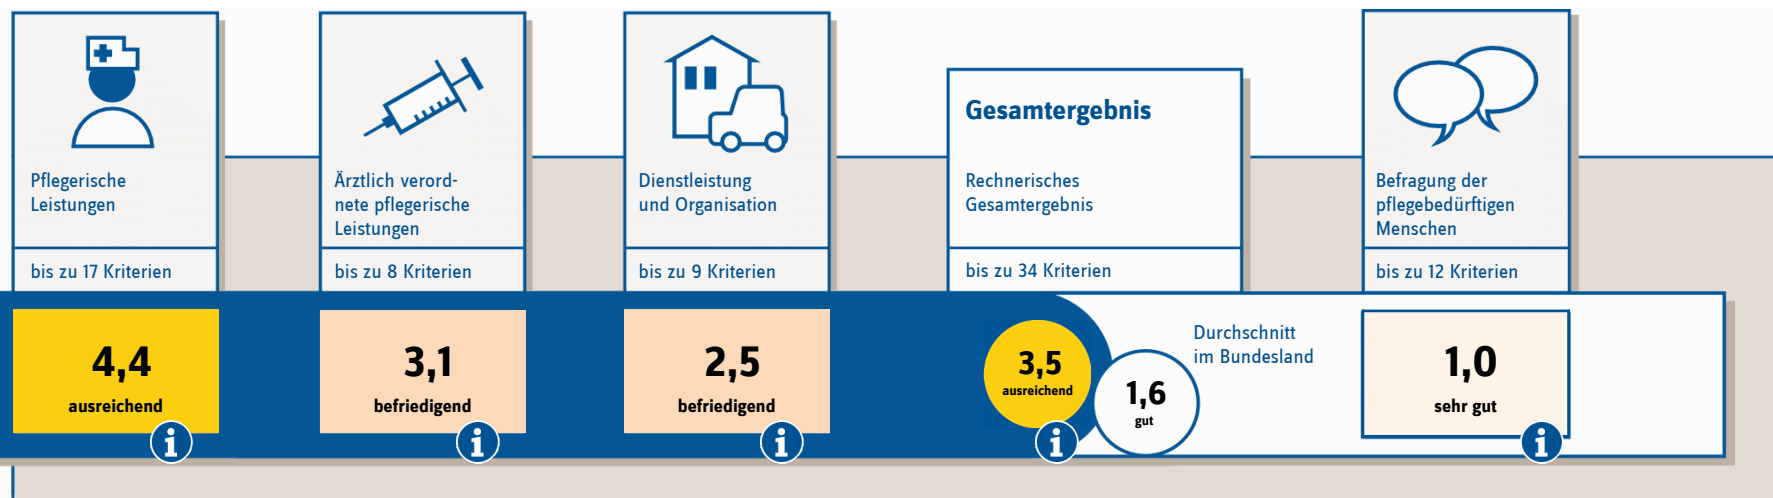 Pflegerische
Leistungen
bis zu 17 Kriterien
4,4
ausreichend
i
Ärztlich verord-
nete pflegerische
Leistungen
bis zu 8 Kriterien
3,1
befriedigend
i
Dienstleistung
und Organisation
bis zu 9 Kriterien
2,5
befriedigend
i
Gesamtergebnis
Rechnerisches
Gesamtergebnis
bis zu 34 Kriterien
3,5
ausreichend
i
1,6
gut
Durchschnitt
im Bundesland
Befragung der
pflegebedürftigen
Menschen
bis zu 12 Kriterien
1,0
sehr gut
i